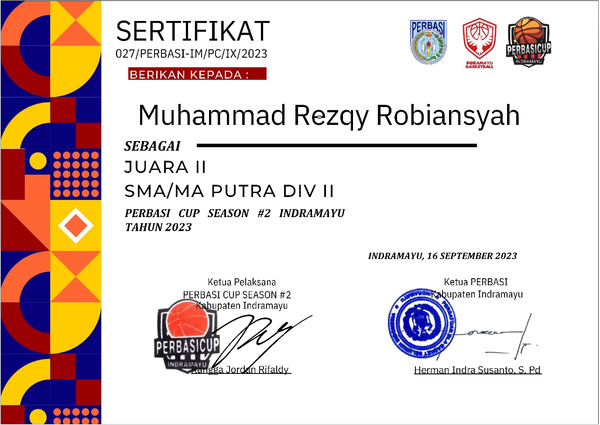 SERTIFIKAT
027/PERBASI-IM/PC/IX/2023
BERIKAN KEPADA :
PERBASI
INDRAMAYU
BASKETBALL
PERBASICUP
INDRAMAYU
Muhammad Rezqy Robiansyah
SEBAGAI
JUARA II
SMA/MA PUTRA DIV II
PERBASI CUP SEASON #2 INDRAMAYU
TAHUN 2023
INDRAMAYU, 16 SEPTEMBER 2023
Ketua Pelaksana
PERBASI CUP SEASON #2
Kabupaten Indramayu
PERBASICUP
INDRAMAYU
Rangga Jordan Rifaldy
Ketua PERBASI
Kabupaten Indramayu
Herman Indra Susanto, S. Pd